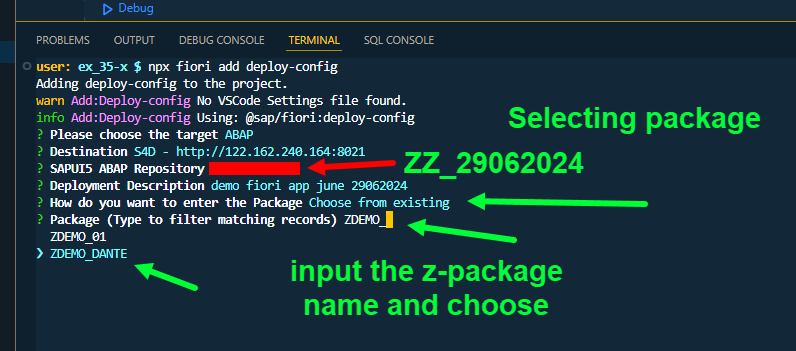 Debug
PROBLEMS OUTPUT DEBUG CONSOLE TERMINAL SQL CONSOLE
user: ex_35-x $ npx fiori add deploy-config
Adding deploy-config to the project.
warn Add:Deploy-config No VSCode Settings file found.
info Add:Deploy-config Using: @sap/fiori:deploy-config
Selecting package
? Please choose the target ABAP
? Destination S4D - http://122.162.240.164:8021
? SAPUI5 ABAP Repository
ZZ_29062024
? Deployment Description demo fiori app june 29062024
? How do you want to enter the Package Choose from existing
? Package (Type to filter matching records) ZDEMO_
ZDEMO_01
❯ ZDEMO_DANTE
input the z-package
name and choose